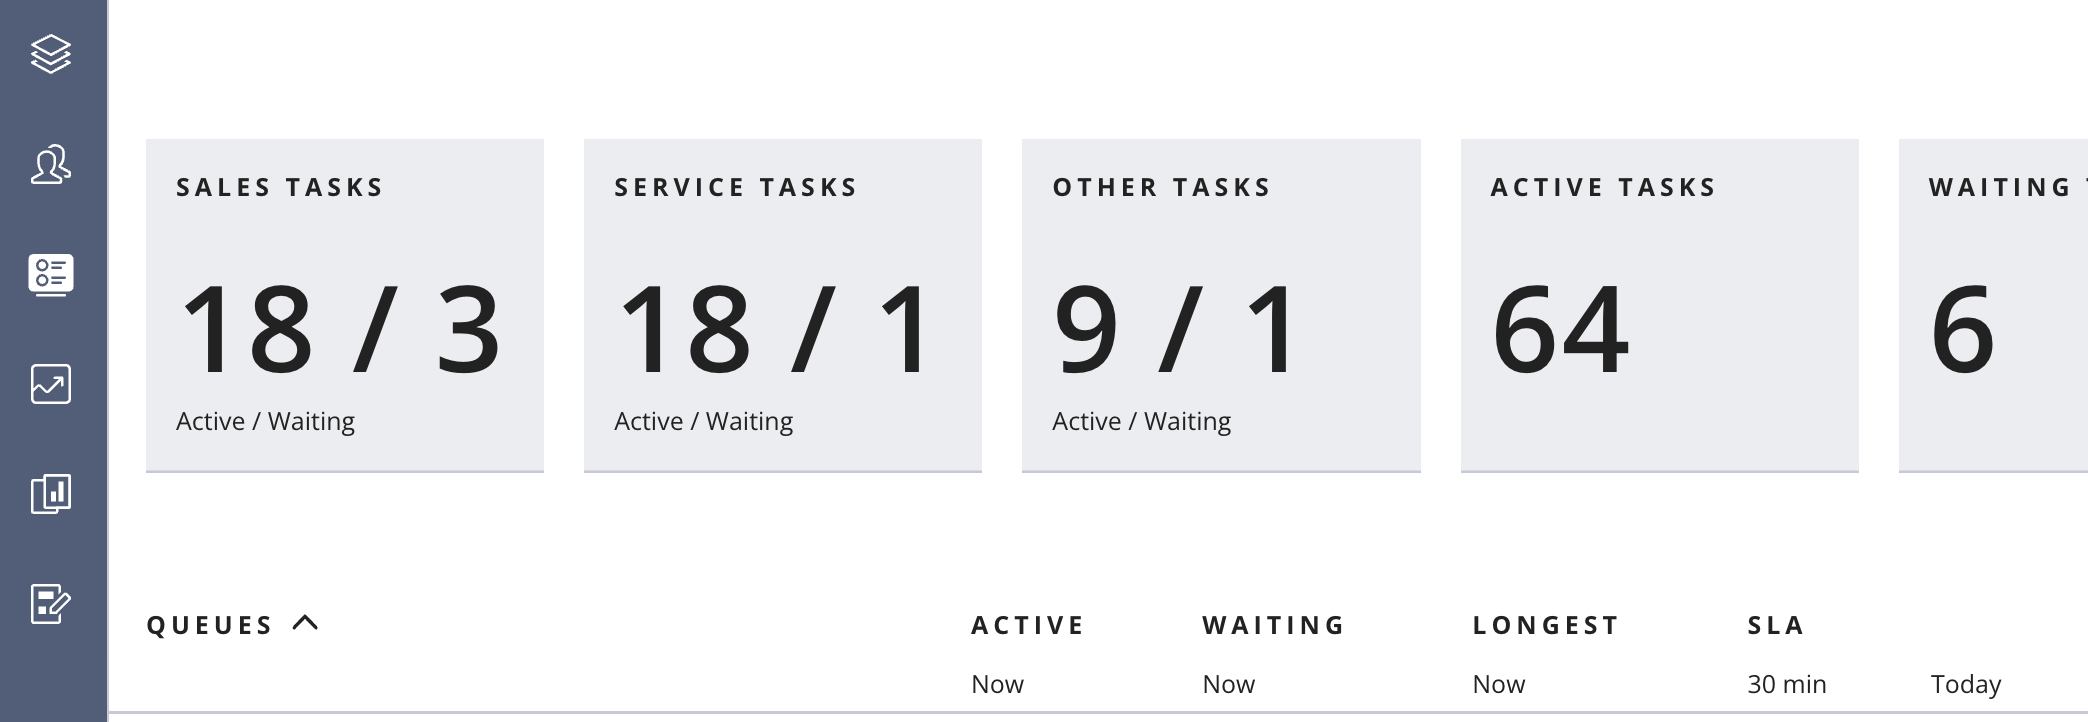 SALES TASKS
18 / 3
Active / Waiting
SERVICE TASKS
18 / 1
Active / Waiting
OTHER TASKS
9 / 1
Active / Waiting
ACTIVE TASKS
64
WAITING
6
QUEUES
ACTIVE WAITING LONGEST SLA
Now Now Now 30 min Today